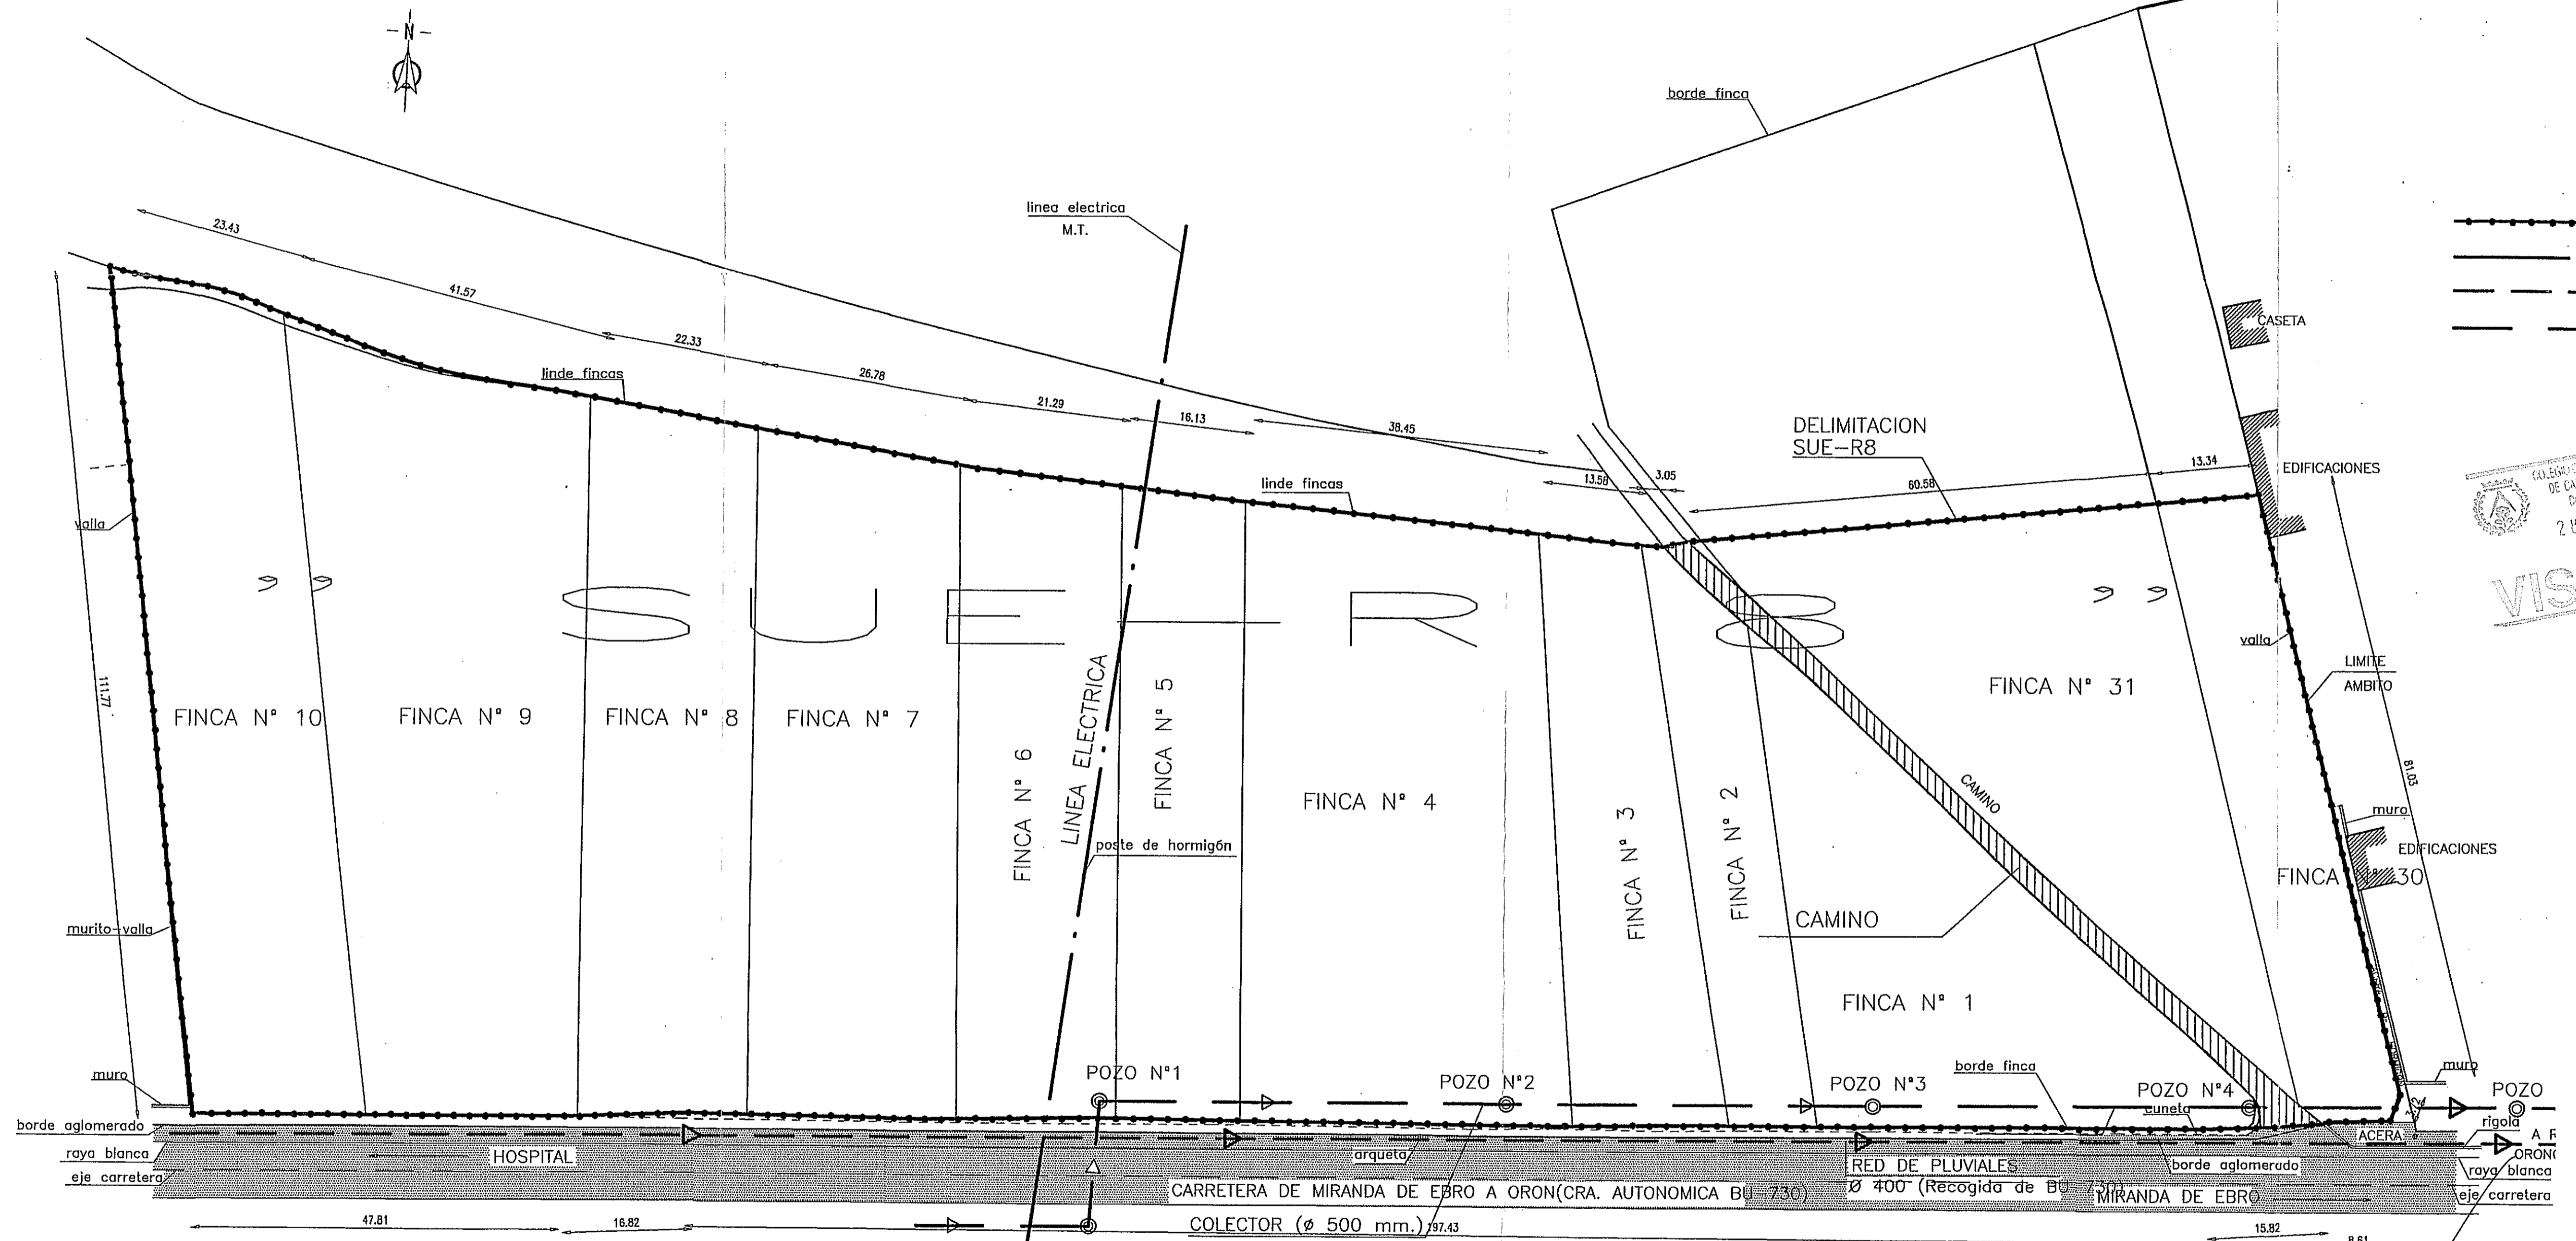 -N-
borde finca
linea electrica
M.T.
23.43
41.57
22.33
26.78
21.29
16.13
38.45
13.58
3.05
60.58
13.34
linde fincas
linde fincas
DELIMITACION
SUE-R8
CASETA
EDIFICACIONES
valla
,, SUE-R 8 ,,
valla
LIMITE
AMBITO
VIS
111.77
81.03
FINCA Nº 10
FINCA Nº 9
FINCA Nº 8
FINCA Nº 7
FINCA Nº 6
LINEA ELECTRICA
FINCA Nº 5
FINCA Nº 4
FINCA Nº 3
FINCA Nº 2
FINCA Nº 31
CAMINO
poste de hormigón
muro
EDIFICACIONES
FINCA Nº 30
murito-valla
CAMINO
FINCA Nº 1
muro
POZO Nº1
POZO Nº2
POZO Nº3
borde finca
POZO Nº4
cuneta
muro
POZO
borde aglomerado
raya blanca
eje carretera
HOSPITAL
arqueta
RED DE PLUVIALES
Ø 400 (Recogida de BU 730)
borde aglomerado
ACERA
rigola
A R
ORON
raya blanca
eje carretera
CARRETERA DE MIRANDA DE EBRO A ORON(CRA. AUTONOMICA BU 730)
MIRANDA DE EBRO
47.81
16.82
COLECTOR (ø 500 mm.)
197.43
15.82
8.61